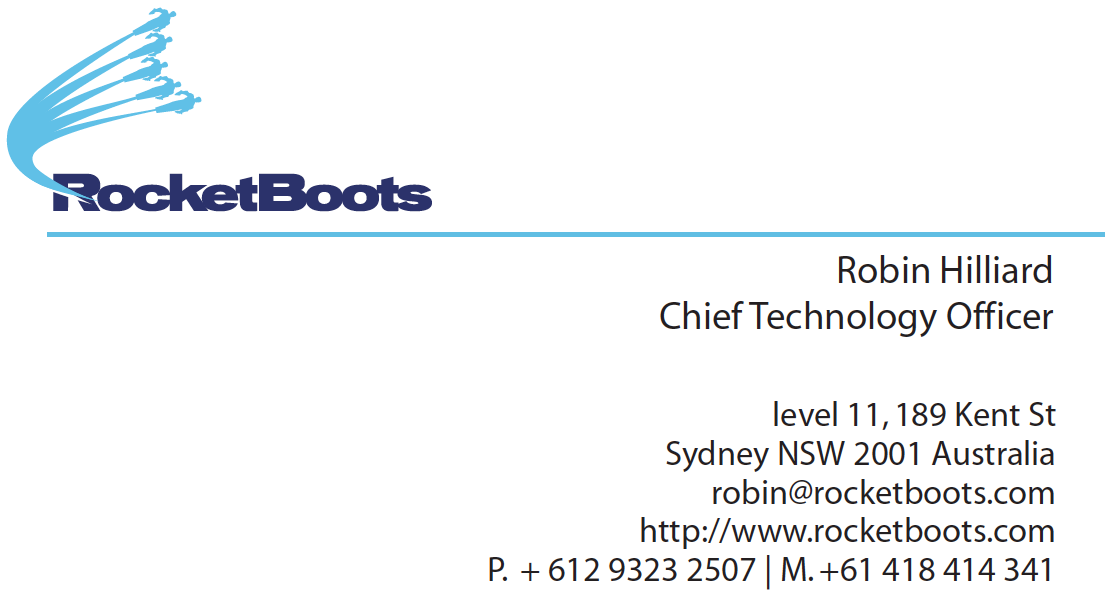 RocketBoots
Robin Hilliard
Chief Technology Officer
level 11, 189 Kent St
Sydney NSW 2001 Australia
robin@rocketboots.com
http://www.rocketboots.com
P.  + 612 9323 2507 | M. +61 418 414 341